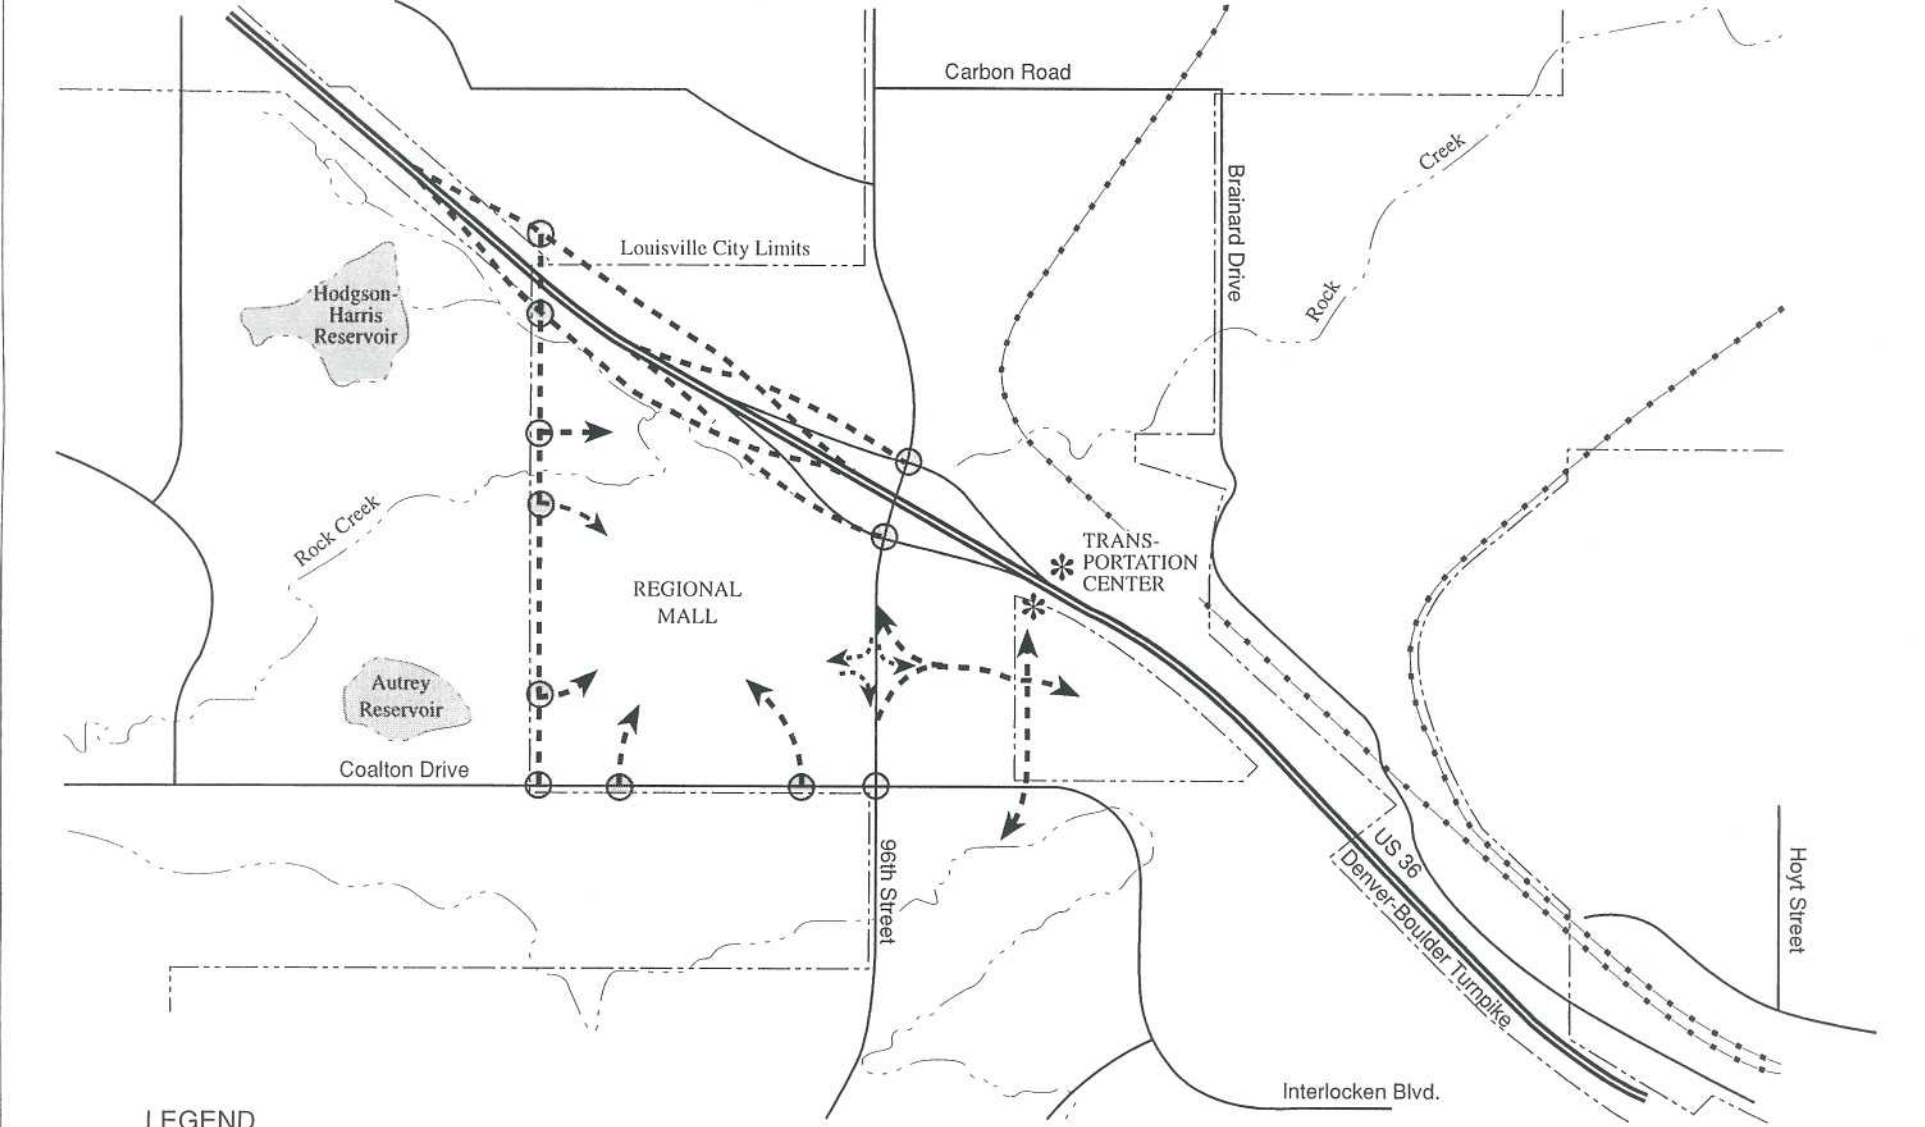 Carbon Road
Creek
Brainard Drive
Louisville City Limits
Rock
Hodgson-
Harris
Reservoir
Rock Creek
TRANS-
PORTATION
CENTER
REGIONAL
MALL
Autrey
Reservoir
Coalton Drive
96th Street
US 36
Denver-Boulder Turnpike
Hoyt Street
Interlocken Blvd.
LEGEND